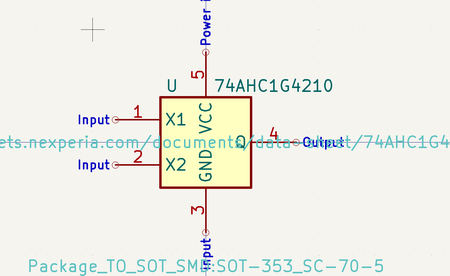 Power i
5
U 74AHC1G4210
Input 1 X1 VCC
ets.nexperia.com/documents/data-sheet/74AHC1G4
Q 4 Output
Input 2 X2 GND
3
Input
Package_TO_SOT_SMD:SOT-353_SC-70-5